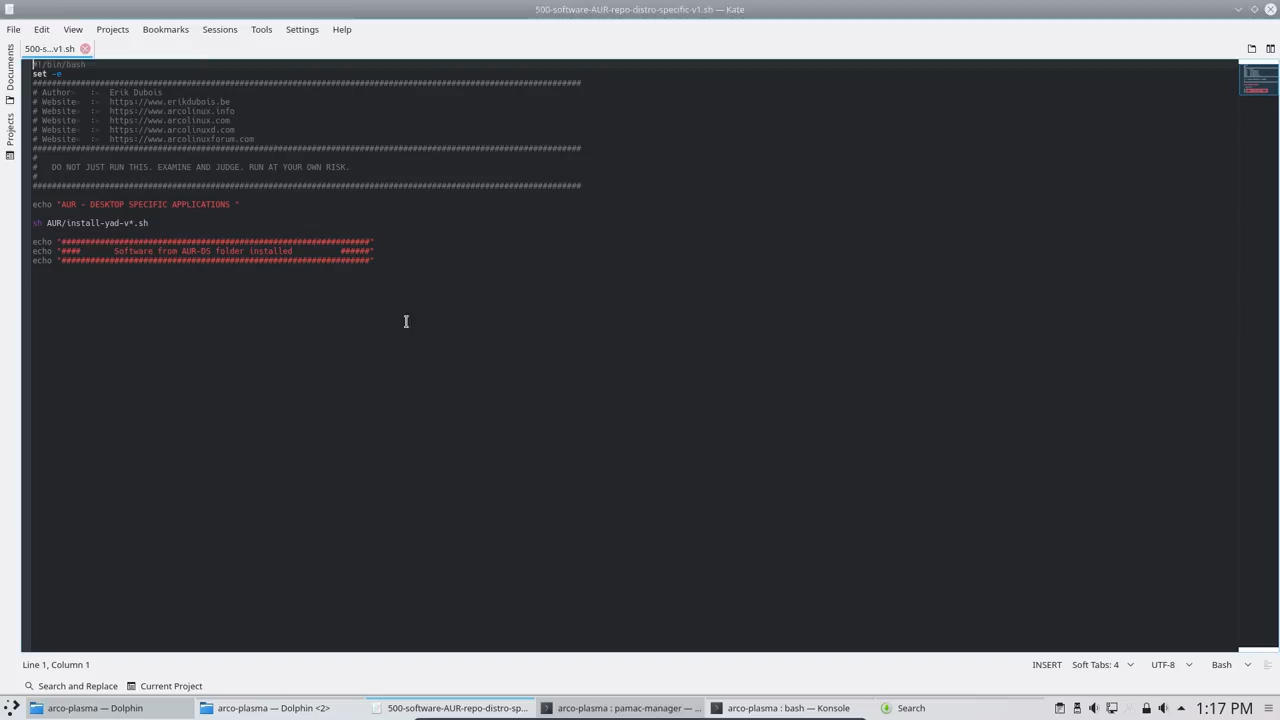 500-software-AUR-repo-distro-specific-v1.sh — Kate
File Edit View Projects Bookmarks Sessions Tools Settings Help
500-s...v1.sh
Documents
Projects
#!/bin/bash
set -e
###################################################################################################################
# Author : Erik Dubois
# Website : https://www.erikdubois.be
# Website : https://www.arcolinux.info
# Website : https://www.arcolinux.com
# Website : https://www.arcolinuxd.com
# Website : https://www.arcolinuxforum.com
###################################################################################################################
#
# DO NOT JUST RUN THIS. EXAMINE AND JUDGE. RUN AT YOUR OWN RISK.
#
###################################################################################################################
echo "AUR - DESKTOP SPECIFIC APPLICATIONS "
sh AUR/install-yad-v*.sh
echo "################################################################"
echo "#### Software from AUR-DS folder installed ######"
echo "################################################################"
Line 1, Column 1
INSERT Soft Tabs: 4 UTF-8 Bash
Search and Replace Current Project
arco-plasma — Dolphin
arco-plasma — Dolphin <2>
500-software-AUR-repo-distro-sp...
arco-plasma : pamac-manager — ...
arco-plasma : bash — Konsole
Search
1:17 PM